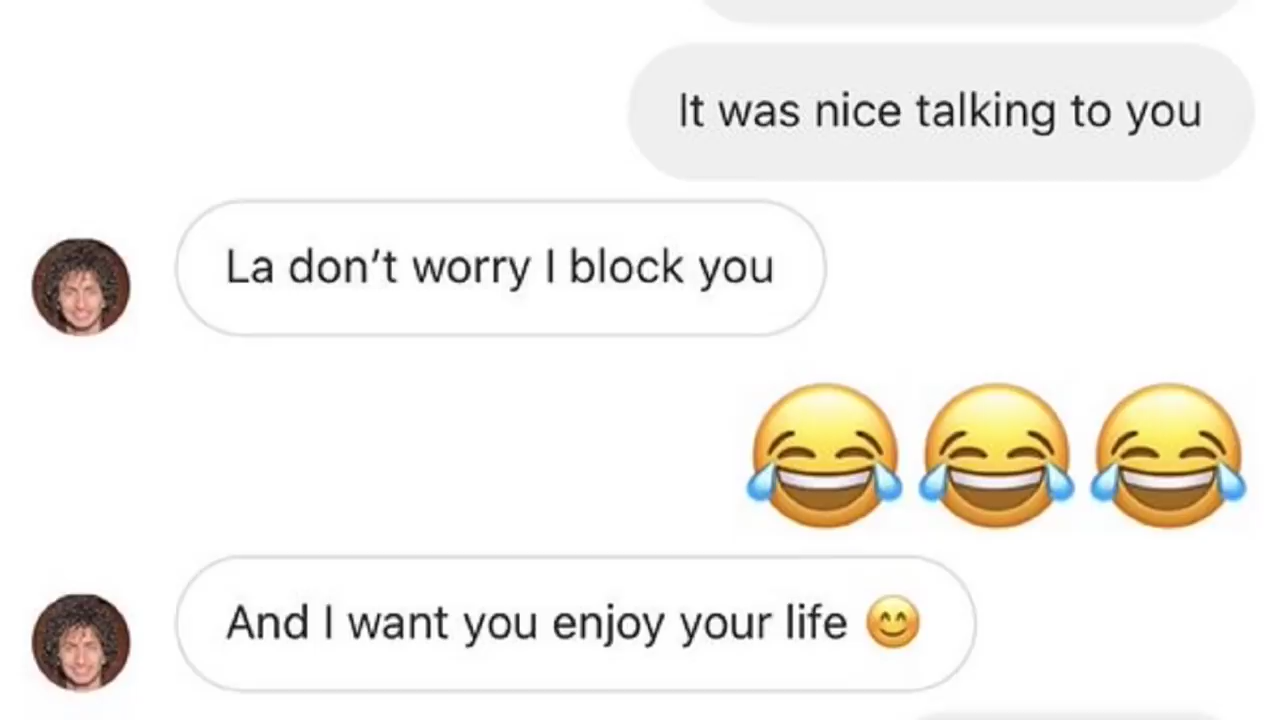 It was nice talking to you
La don’t worry I block you
😂😂😂
And I want you enjoy your life 😊